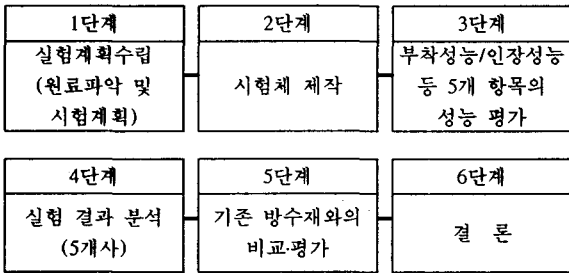 1단계
실험계획수립
(원료파악 및
시험계획)
2단계
시험체 제작
3단계
부착성능/인장성능
등 5개 항목의
성능 평가
4단계
실험 결과 분석
(5개사)
5단계
기존 방수재와의
비교·평가
6단계
결 론